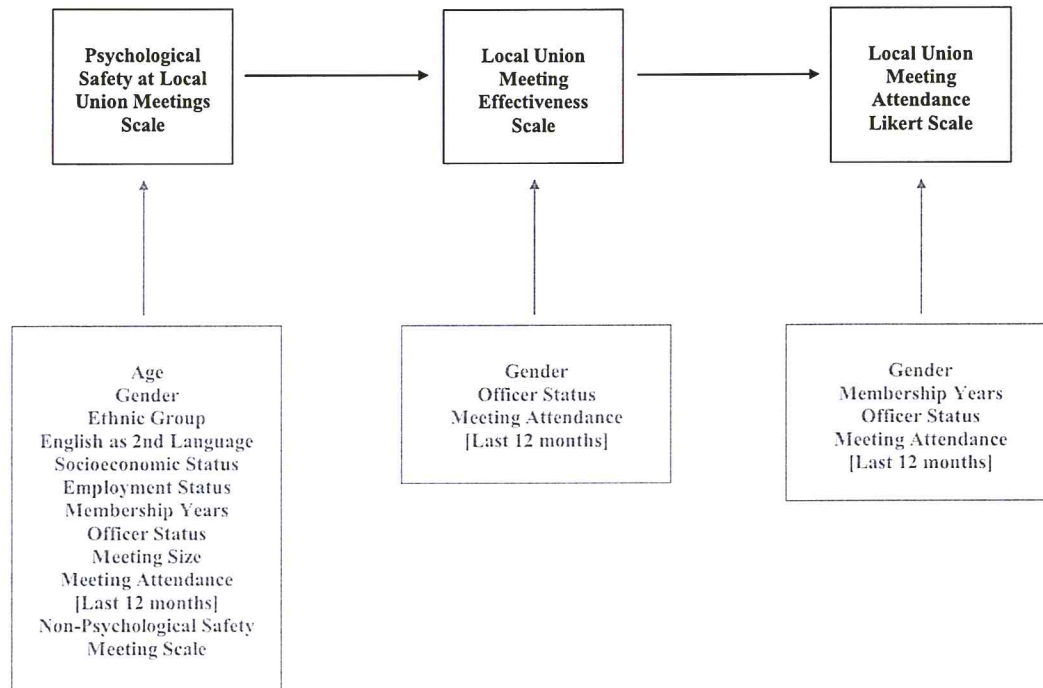 Psychological
Safety at Local
Union Meetings
Scale
Local Union
Meeting
Effectiveness
Scale
Local Union
Meeting
Attendance
Likert Scale
Age
Gender
Ethnic Group
English as 2nd Language
Socioeconomic Status
Employment Status
Membership Years
Officer Status
Meeting Size
Meeting Attendance
[Last 12 months]
Non-Psychological Safety
Meeting Scale
Gender
Officer Status
Meeting Attendance
[Last 12 months]
Gender
Membership Years
Officer Status
Meeting Attendance
[Last 12 months]